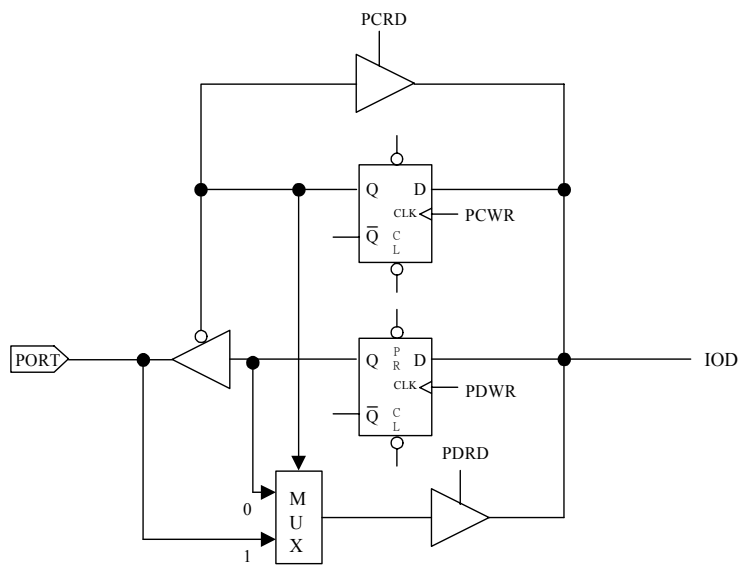 PCRD
Q D
CLK PCWR
Q̅ C
L
PORT
Q P D
R
IOD
CLK PDWR
Q̅ C
L
PDRD
0
M
U
X
1